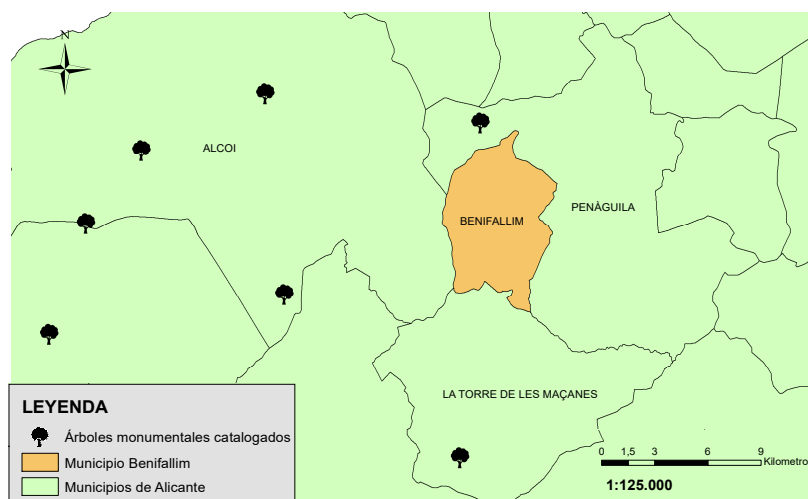 N
ALCOI
PENÀGUILA
BENIFALLIM
LA TORRE DE LES MAÇANES
LEYENDA
Árboles monumentales catalogados
Municipio Benifallim
Municipios de Alicante
0 1,5 3 6 9
Kilometro
1:125.000